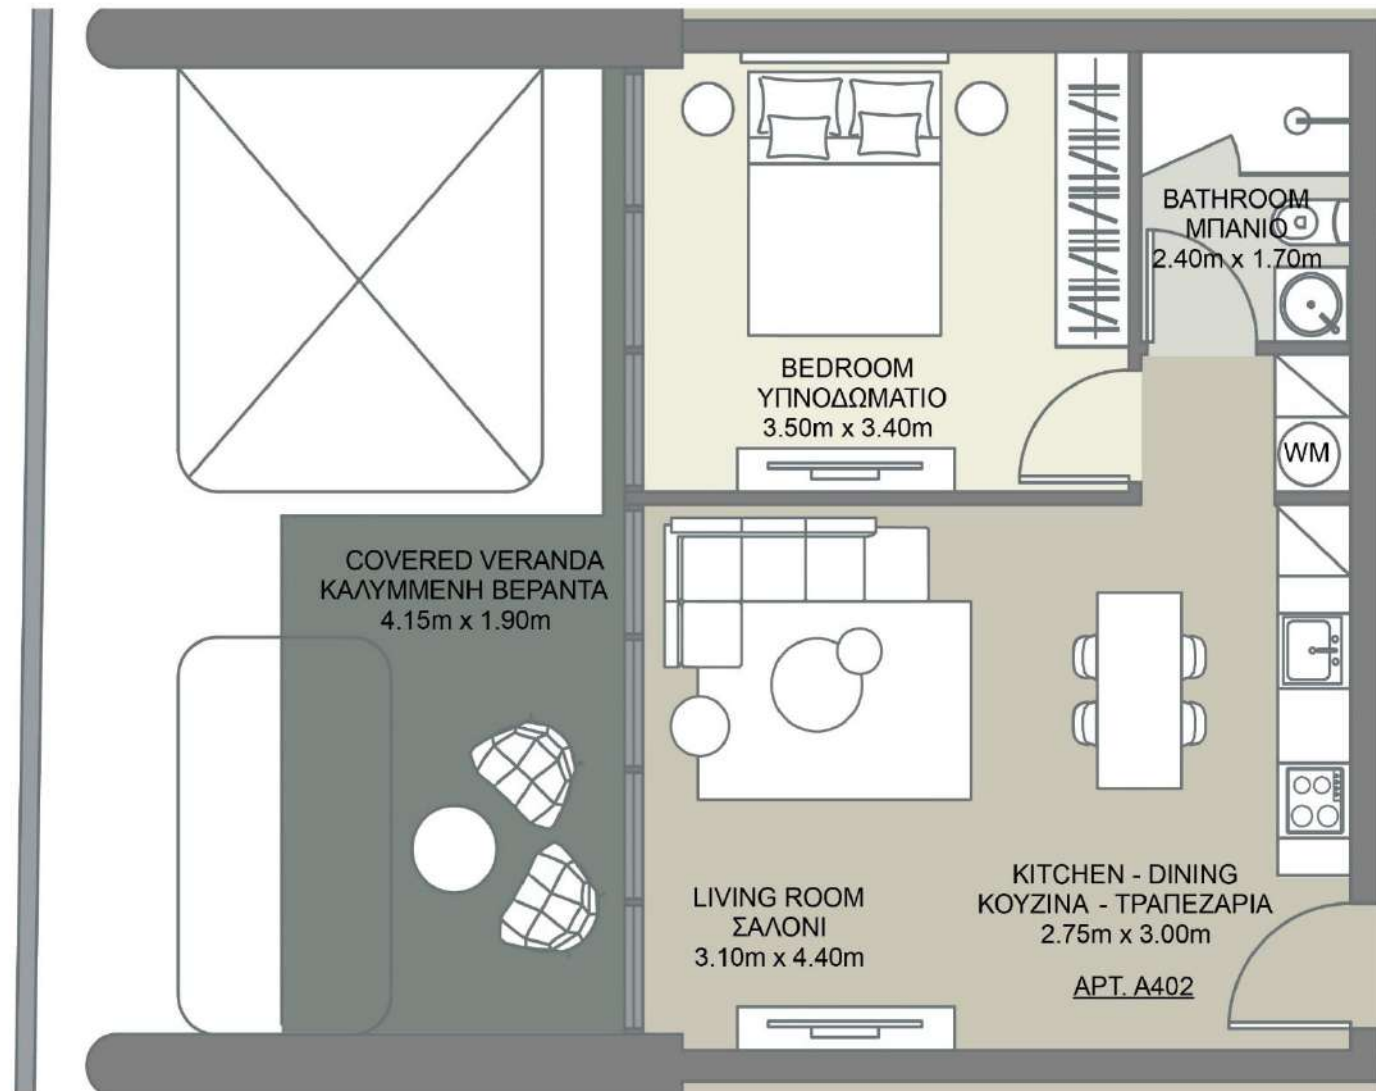 BATHROOM
ΜΠΑΝΙΟ
2.40m x 1.70m
BEDROOM
ΥΠΝΟΔΩΜΑΤΙΟ
3.50m x 3.40m
WM
COVERED VERANDA
ΚΑΛΥΜΜΕΝΗ ΒΕΡΑΝΤΑ
4.15m x 1.90m
LIVING ROOM
ΣΑΛΟΝΙ
3.10m x 4.40m
KITCHEN - DINING
ΚΟΥΖΙΝΑ - ΤΡΑΠΕΖΑΡΙΑ
2.75m x 3.00m
APT. A402